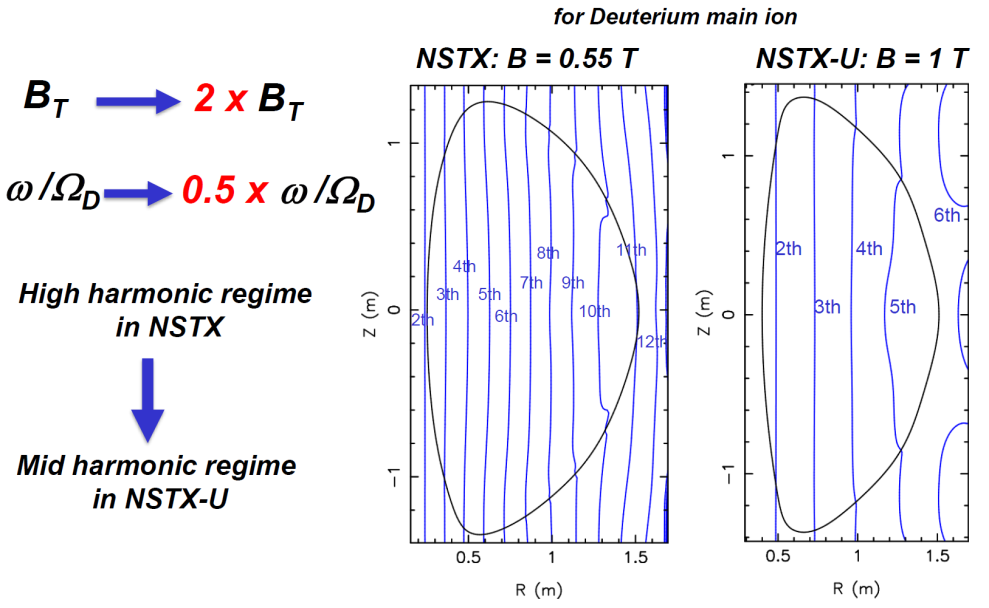 for Deuterium main ion
NSTX: B = 0.55 T
NSTX-U: B = 1 T
B_T
2 x B_T
ω/Ω_D
0.5 x ω/Ω_D
High harmonic regime
in NSTX
Mid harmonic regime
in NSTX-U
Z (m)
1
0
−1
2th
3th
4th
5th
6th
7th
8th
9th
10th
11th
12th
0.5
1
1.5
R (m)
Z (m)
1
0
−1
2th
3th
4th
5th
6th
0.5
1
1.5
R (m)